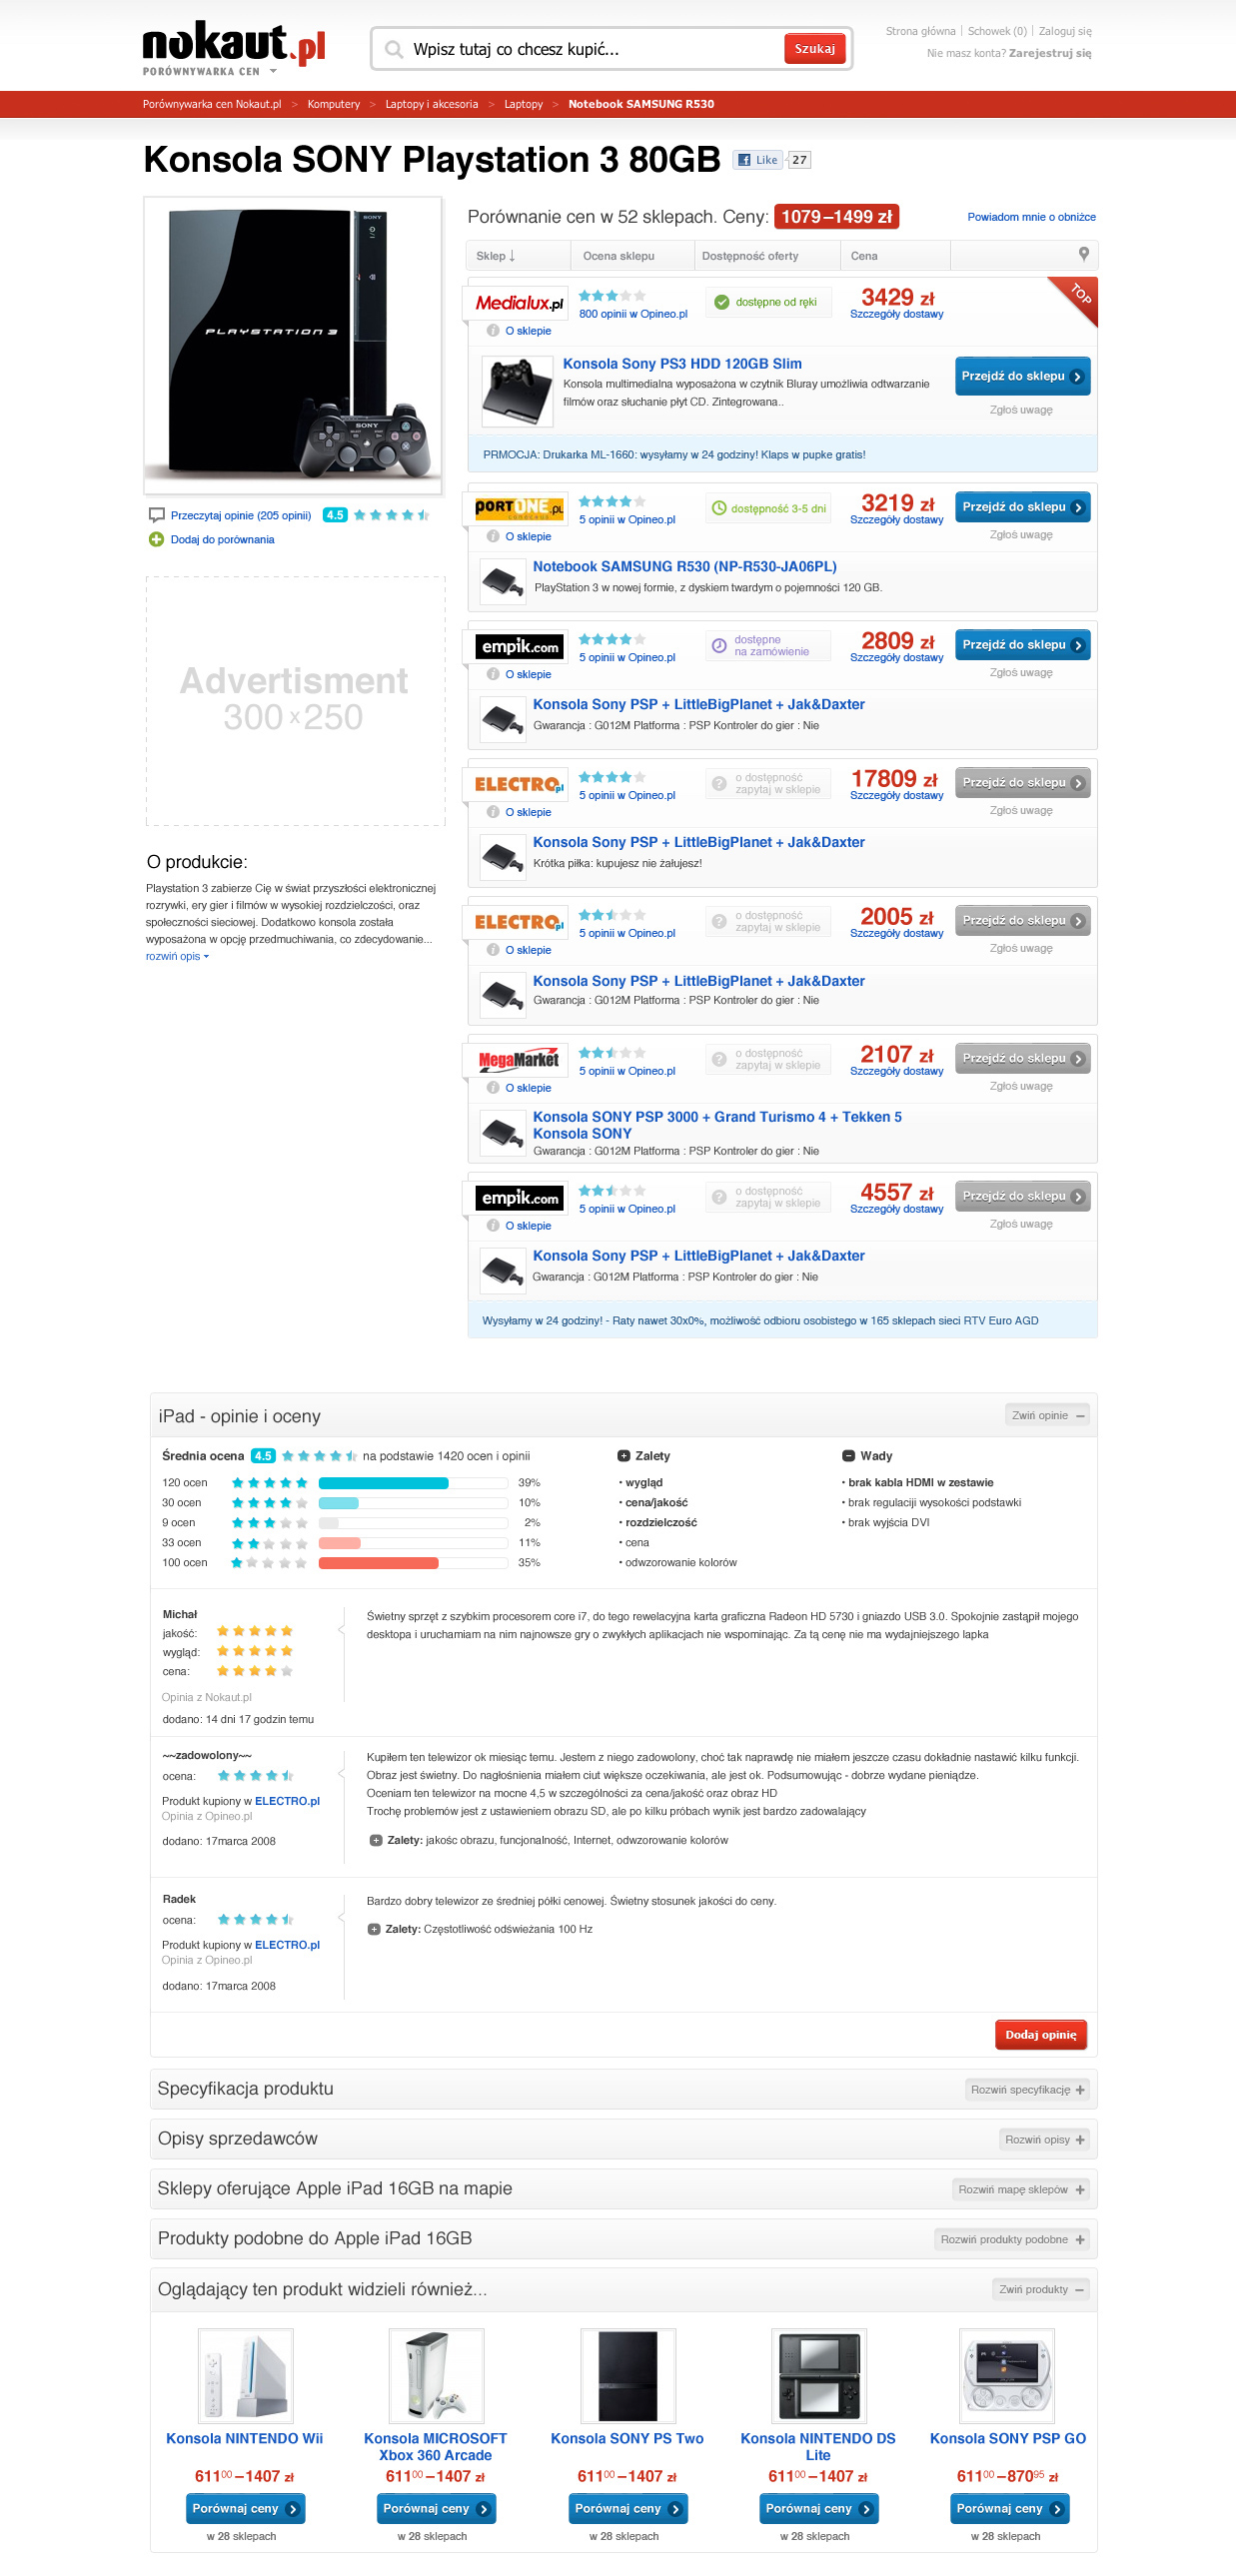 nokaut.pl
PORÓWNYWARKA CEN
Wpisz tutaj co chcesz kupić...
Szukaj
Strona główna | Schowek (0) | Zaloguj się
Nie masz konta? Zarejestruj się
Porównywarka cen Nokaut.pl > Komputery > Laptopy i akcesoria > Laptopy > Notebook SAMSUNG R530
Konsola SONY Playstation 3 80GB
Like 27
SONY
PLAYSTATION 3
SONY
Przeczytaj opinie (205 opinii) 4.5
Dodaj do porównania
Advertisment
300 x 250
O produkcie:
Playstation 3 zabierze Cię w świat przyszłości elektronicznej
rozrywki, ery gier i filmów w wysokiej rozdzielczości, oraz
społeczności sieciowej. Dodatkowo konsola została
wyposażona w opcję przedmuchiwania, co zdecydowanie...
rozwiń opis
Porównanie cen w 52 sklepach. Ceny: 1079–1499 zł
Powiadom mnie o obniżce
Sklep ↓ Ocena sklepu Dostępność oferty Cena
Medialux.pl
800 opinii w Opineo.pl
dostępne od ręki
3429 zł
Szczegóły dostawy
TOP
O sklepie
Konsola Sony PS3 HDD 120GB Slim
Konsola multimedialna wyposażona w czytnik Bluray umożliwia odtwarzanie
filmów oraz słuchanie płyt CD. Zintegrowana..
Przejdź do sklepu
Zgłoś uwagę
PRMOCJA: Drukarka ML-1660: wysyłamy w 24 godziny! Klaps w pupke gratis!
PORTONE.PL
5 opinii w Opineo.pl
dostępność 3-5 dni
3219 zł
Szczegóły dostawy
Przejdź do sklepu
Zgłoś uwagę
O sklepie
Notebook SAMSUNG R530 (NP-R530-JA06PL)
PlayStation 3 w nowej formie, z dyskiem twardym o pojemności 120 GB.
empik.com
5 opinii w Opineo.pl
dostępne
na zamówienie
2809 zł
Szczegóły dostawy
Przejdź do sklepu
Zgłoś uwagę
O sklepie
Konsola Sony PSP + LittleBigPlanet + Jak&Daxter
Gwarancja : G012M Platforma : PSP Kontroler do gier : Nie
ELECTRO.pl
5 opinii w Opineo.pl
o dostępność
zapytaj w sklepie
17809 zł
Szczegóły dostawy
Przejdź do sklepu
Zgłoś uwagę
O sklepie
Konsola Sony PSP + LittleBigPlanet + Jak&Daxter
Krótka piłka: kupujesz nie żałujesz!
ELECTRO.pl
5 opinii w Opineo.pl
o dostępność
zapytaj w sklepie
2005 zł
Szczegóły dostawy
Przejdź do sklepu
Zgłoś uwagę
O sklepie
Konsola Sony PSP + LittleBigPlanet + Jak&Daxter
Gwarancja : G012M Platforma : PSP Kontroler do gier : Nie
MegaMarket
5 opinii w Opineo.pl
o dostępność
zapytaj w sklepie
2107 zł
Szczegóły dostawy
Przejdź do sklepu
Zgłoś uwagę
O sklepie
Konsola SONY PSP 3000 + Grand Turismo 4 + Tekken 5
Konsola SONY
Gwarancja : G012M Platforma : PSP Kontroler do gier : Nie
empik.com
5 opinii w Opineo.pl
o dostępność
zapytaj w sklepie
4557 zł
Szczegóły dostawy
Przejdź do sklepu
Zgłoś uwagę
O sklepie
Konsola Sony PSP + LittleBigPlanet + Jak&Daxter
Gwarancja : G012M Platforma : PSP Kontroler do gier : Nie
Wysyłamy w 24 godziny! - Raty nawet 30x0%, możliwość odbioru osobistego w 165 sklepach sieci RTV Euro AGD
iPad - opinie i oceny
Zwiń opinie –
Średnia ocena 4.5 na podstawie 1420 ocen i opinii
120 ocen 39%
30 ocen 10%
9 ocen 2%
33 ocen 11%
100 ocen 35%
Zalety
• wygląd
• cena/jakość
• rozdzielczość
• cena
• odwzorowanie kolorów
Wady
• brak kabla HDMI w zestawie
• brak regulaciji wysokości podstawki
• brak wyjścia DVI
Michał
jakość:
wygląd:
cena:
Opinia z Nokaut.pl
dodano: 14 dni 17 godzin temu
Świetny sprzęt z szybkim procesorem core i7, do tego rewelacyjna karta graficzna Radeon HD 5730 i gniazdo USB 3.0. Spokojnie zastąpił mojego
desktopa i uruchamiam na nim najnowsze gry o zwykłych aplikacjach nie wspominając. Za tą cenę nie ma wydajniejszego lapka
~~zadowolony~~
ocena:
Produkt kupiony w ELECTRO.pl
Opinia z Opineo.pl
dodano: 17marca 2008
Kupiłem ten telewizor ok miesiąc temu. Jestem z niego zadowolony, choć tak naprawdę nie miałem jeszcze czasu dokładnie nastawić kilku funkcji.
Obraz jest świetny. Do nagłośnienia miałem ciut większe oczekiwania, ale jest ok. Podsumowując - dobrze wydane pieniądze.
Oceniam ten telewizor na mocne 4,5 w szczególności za cena/jakość oraz obraz HD
Trochę problemów jest z ustawieniem obrazu SD, ale po kilku próbach wynik jest bardzo zadowalający
Zalety: jakośc obrazu, funcjonalność, Internet, odwzorowanie kolorów
Radek
ocena:
Produkt kupiony w ELECTRO.pl
Opinia z Opineo.pl
dodano: 17marca 2008
Bardzo dobry telewizor ze średniej półki cenowej. Świetny stosunek jakości do ceny.
Zalety: Częstotliwość odświeżania 100 Hz
Dodaj opinię
Specyfikacja produktu
Rozwiń specyfikację +
Opisy sprzedawców
Rozwiń opisy +
Sklepy oferujące Apple iPad 16GB na mapie
Rozwiń mapę sklepów +
Produkty podobne do Apple iPad 16GB
Rozwiń produkty podobne +
Oglądający ten produkt widzieli również...
Zwiń produkty –
Konsola NINTENDO Wii
611 00 – 1407 zł
Porównaj ceny
w 28 sklepach
Konsola MICROSOFT
Xbox 360 Arcade
611 00 – 1407 zł
Porównaj ceny
w 28 sklepach
Konsola SONY PS Two
611 00 – 1407 zł
Porównaj ceny
w 28 sklepach
Konsola NINTENDO DS
Lite
611 00 – 1407 zł
Porównaj ceny
w 28 sklepach
Konsola SONY PSP GO
611 00 – 870 95 zł
Porównaj ceny
w 28 sklepach